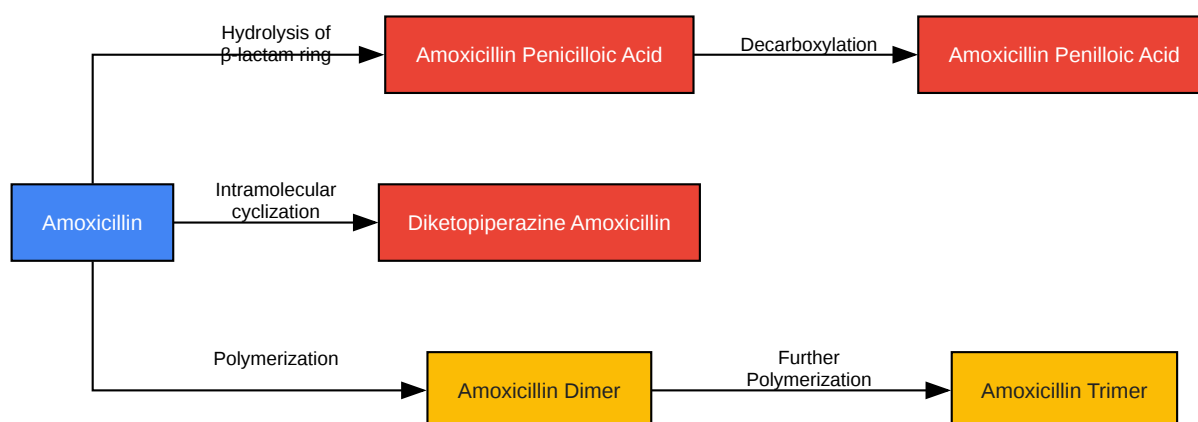 Hydrolysis of
β-lactam ring
Amoxicillin Penicilloic Acid
Decarboxylation
Amoxicillin Penilloic Acid
Amoxicillin
Intramolecular
cyclization
Diketopiperazine Amoxicillin
Polymerization
Amoxicillin Dimer
Further
Polymerization
Amoxicillin Trimer